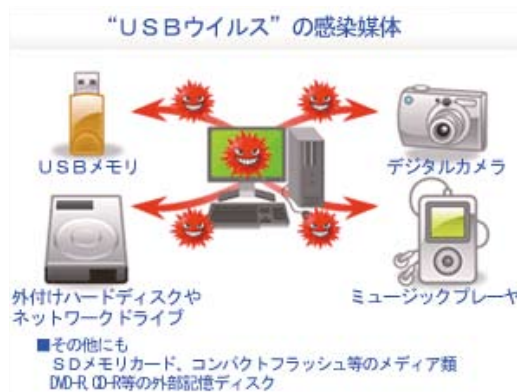 “ＵＳＢウイルス”の感染媒体
ＵＳＢメモリ
デジタルカメラ
外付けハードディスクや
ネットワークドライブ
ミュージックプレーヤ
■その他にも
ＳＤメモリカード、コンパクトフラッシュ等のメディア類
DVD-R,CD-R等の外部記憶ディスク